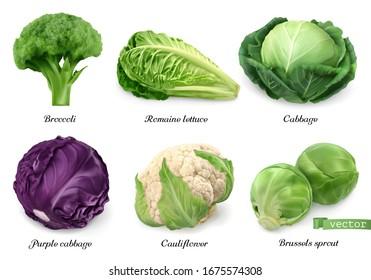 Broccoli
Romaine lettuce
Cabbage
Purple cabbage
Cauliflower
Brussels sprout
vector
shutterstock.com · 1675574308